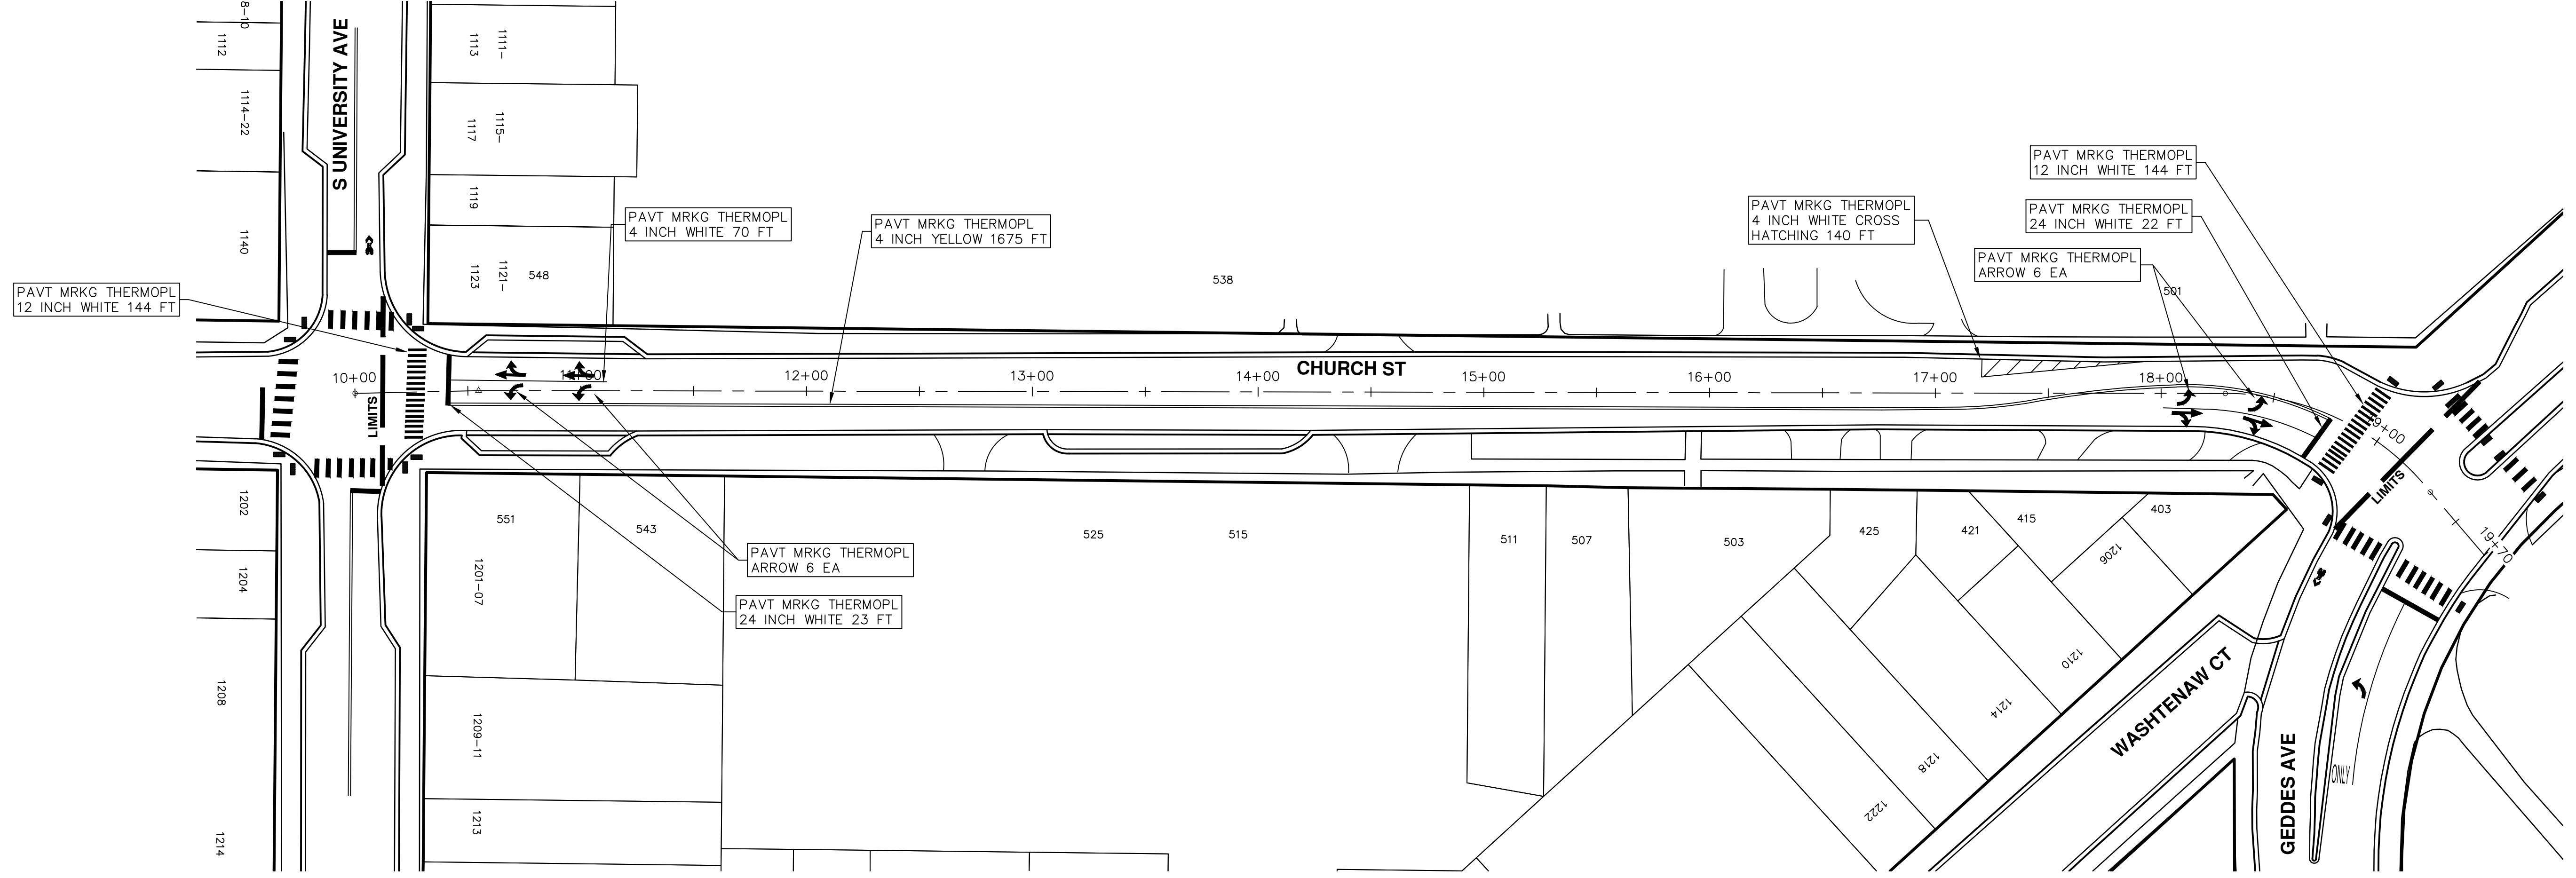 8-10
1112
1114-22
1140
S UNIVERSITY AVE
1113
1111-
1117
1115-
1119
1123
1121-
548
PAVT MRKG THERMOPL
4 INCH WHITE 70 FT
PAVT MRKG THERMOPL
4 INCH YELLOW 1675 FT
538
PAVT MRKG THERMOPL
4 INCH WHITE CROSS
HATCHING 140 FT
PAVT MRKG THERMOPL
12 INCH WHITE 144 FT
PAVT MRKG THERMOPL
24 INCH WHITE 22 FT
PAVT MRKG THERMOPL
ARROW 6 EA
501
PAVT MRKG THERMOPL
12 INCH WHITE 144 FT
10+00
11+00
12+00
13+00
14+00
CHURCH ST
15+00
16+00
17+00
18+00
19+00
19+70
LIMITS
LIMITS
1202
1204
1208
1214
551
543
1201-07
1209-11
1213
PAVT MRKG THERMOPL
ARROW 6 EA
PAVT MRKG THERMOPL
24 INCH WHITE 23 FT
525
515
511
507
503
425
421
415
403
1206
1210
1214
1218
1222
WASHTENAW CT
GEDDES AVE
ONLY